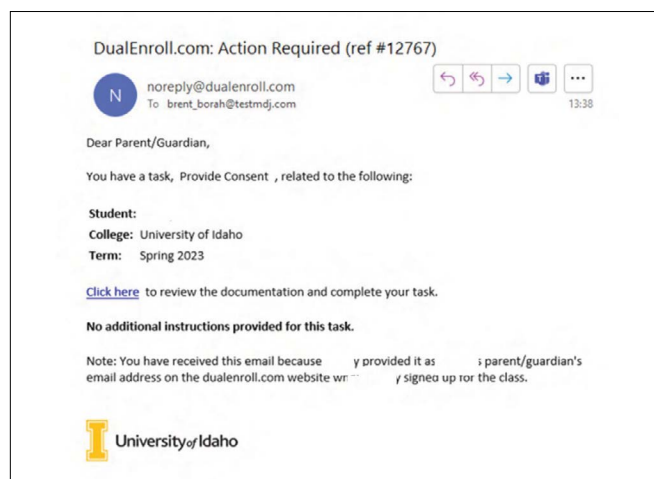 DualEnroll.com: Action Required (ref #12767)
N
noreply@dualenroll.com
To brent_borah@testmdj.com
13:38
Dear Parent/Guardian,
You have a task, Provide Consent , related to the following:
Student:
College: University of Idaho
Term: Spring 2023
Click here to review the documentation and complete your task.
No additional instructions provided for this task.
Note: You have received this email because y provided it as s parent/guardian's
email address on the dualenroll.com website y signed up for the class.
I University of Idaho